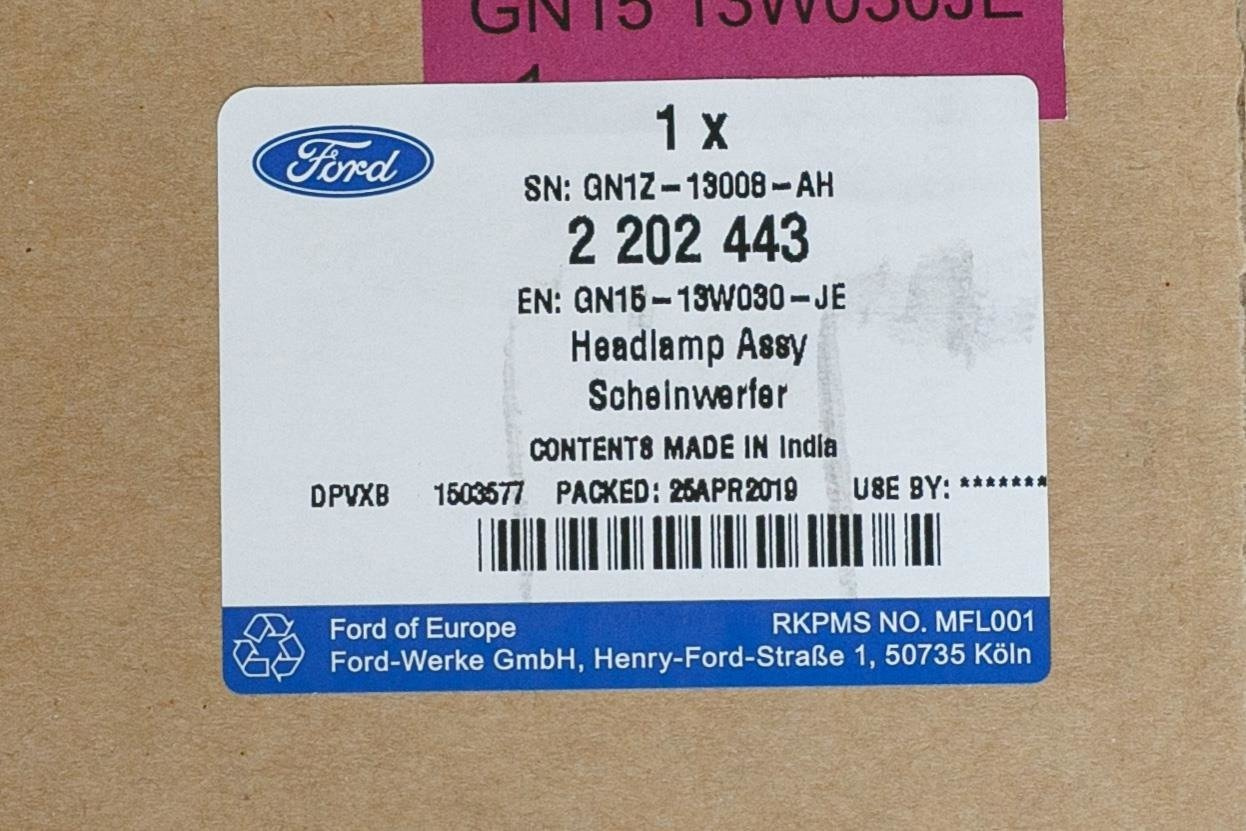 GN15 13W030JE
1
Ford
1 x
SN: GN1Z-13008-AH
2 202 443
EN: GN15-13W030-JE
Headlamp Assy
Scheinwerfer
CONTENTS MADE IN India
DPVXB 1503577 PACKED: 25APR2019 USE BY: *******
Ford of Europe RKPMS NO. MFL001
Ford-Werke GmbH, Henry-Ford-Straße 1, 50735 Köln